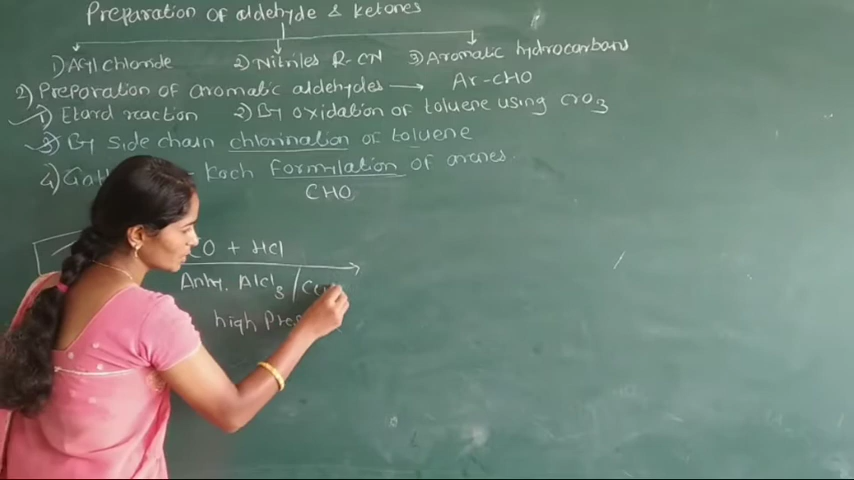 Preparation of aldehyde & ketones
1) Acyl chloride 2) Nitriles R-CN 3) Aromatic hydrocarbons
2) Preparation of aromatic aldehydes → Ar-CHO
1) Etard reaction 2) By oxidation of toluene using CrO3
3) By side chain chlorination of toluene
4) - Koch formylation of arenes.
CHO
CO + HCl
Anhy. AlCl3 /
high